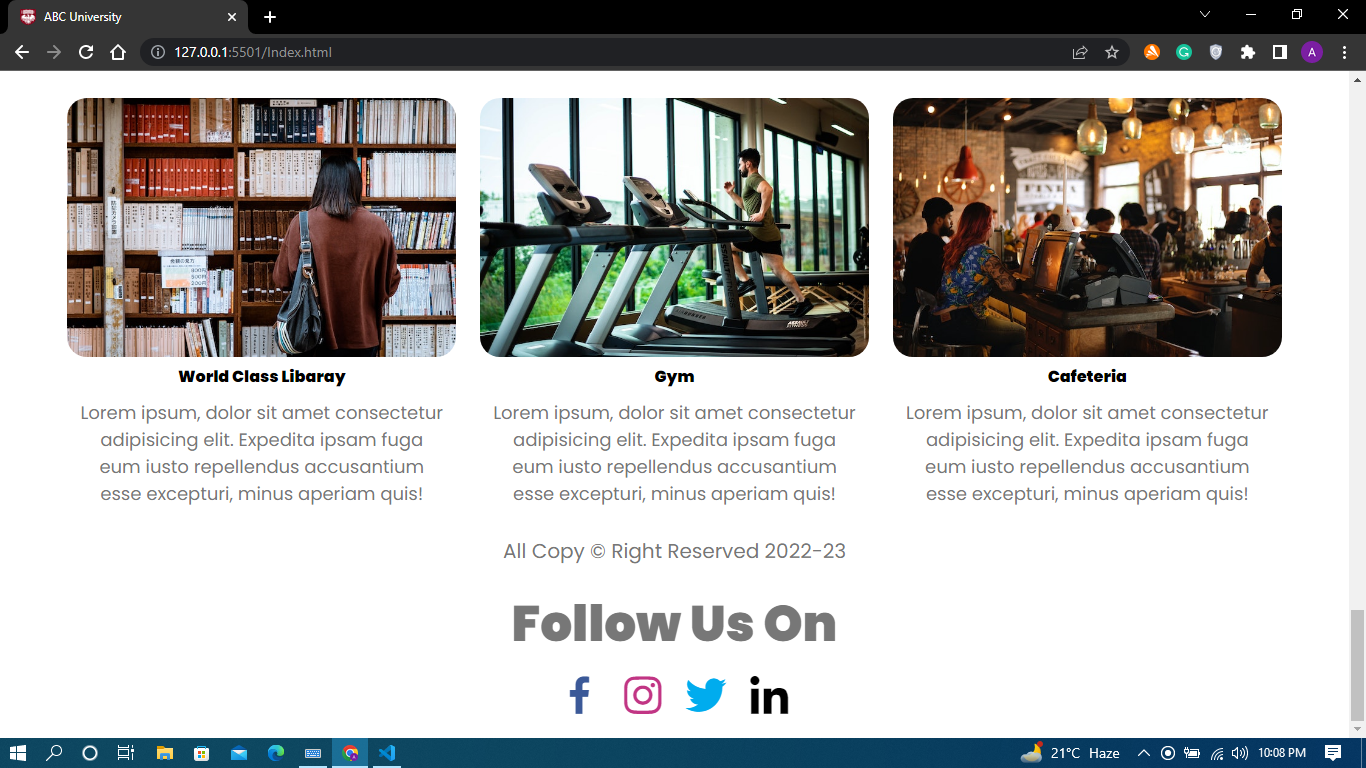 ABC University
127.0.0.1:5501/Index.html
A
World Class Libaray
Gym
Cafeteria
Lorem ipsum, dolor sit amet consectetur
adipisicing elit. Expedita ipsam fuga
eum iusto repellendus accusantium
esse excepturi, minus aperiam quis!
Lorem ipsum, dolor sit amet consectetur
adipisicing elit. Expedita ipsam fuga
eum iusto repellendus accusantium
esse excepturi, minus aperiam quis!
Lorem ipsum, dolor sit amet consectetur
adipisicing elit. Expedita ipsam fuga
eum iusto repellendus accusantium
esse excepturi, minus aperiam quis!
All Copy © Right Reserved 2022-23
Follow Us On
in
21°C Haze
10:08 PM